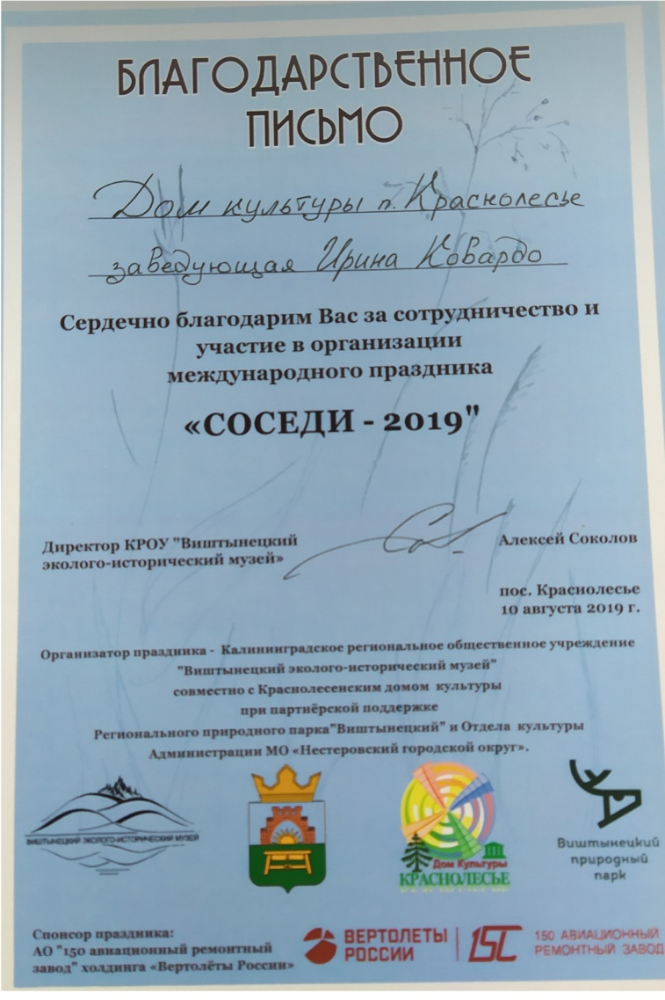 БЛАГОДАРСТВЕННОЕ
ПИСЬМО
Дом культуры п. Краснолесье
заведующая Ирина Ковардо
Сердечно благодарим Вас за сотрудничество и
участие в организации
международного праздника
«СОСЕДИ - 2019"
Директор КРОУ "Виштынецкий
эколого-исторический музей»
Алексей Соколов
пос. Краснолесье
10 августа 2019 г.
Организатор праздника - Калининградское региональное общественное учреждение
"Виштынецкий эколого-исторический музей"
совместно с Краснолесенским домом культуры
при партнёрской поддержке
Регионального природного парка"Виштынецкий" и Отдела культуры
Администрации МО «Нестеровский городской округ».
ВИШТЫНЕЦКИЙ ЭКОЛОГО-ИСТОРИЧЕСКИЙ МУЗЕЙ
Дом Культуры
КРАСНОЛЕСЬЕ
Виштынецкий
природный
парк
Спонсор праздника:
АО "150 авиационный ремонтный
завод" холдинга «Вертолёты России»
ВЕРТОЛЕТЫ
РОССИИ
150 АВИАЦИОННЫЙ
РЕМОНТНЫЙ ЗАВОД